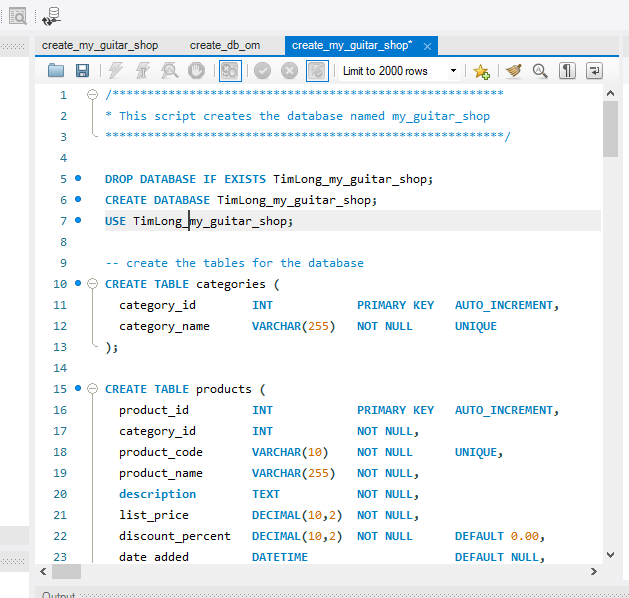 create_my_guitar_shop create_db_om create_my_guitar_shop* ×
Limit to 2000 rows
1 /********************************************************
2 * This script creates the database named my_guitar_shop
3 *********************************************************/
4
5 DROP DATABASE IF EXISTS TimLong_my_guitar_shop;
6 CREATE DATABASE TimLong_my_guitar_shop;
7 USE TimLong_my_guitar_shop;
8
9 -- create the tables for the database
10 CREATE TABLE categories (
11 category_id INT PRIMARY KEY AUTO_INCREMENT,
12 category_name VARCHAR(255) NOT NULL UNIQUE
13 );
14
15 CREATE TABLE products (
16 product_id INT PRIMARY KEY AUTO_INCREMENT,
17 category_id INT NOT NULL,
18 product_code VARCHAR(10) NOT NULL UNIQUE,
19 product_name VARCHAR(255) NOT NULL,
20 description TEXT NOT NULL,
21 list_price DECIMAL(10,2) NOT NULL,
22 discount_percent DECIMAL(10,2) NOT NULL DEFAULT 0.00,
23 date_added DATETIME DEFAULT NULL,
Output